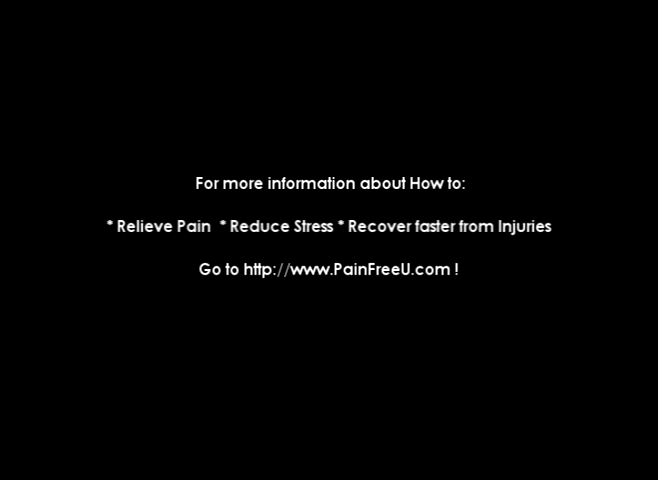 For more information about How to:
* Relieve Pain  * Reduce Stress * Recover faster from Injuries
Go to http://www.PainFreeU.com !